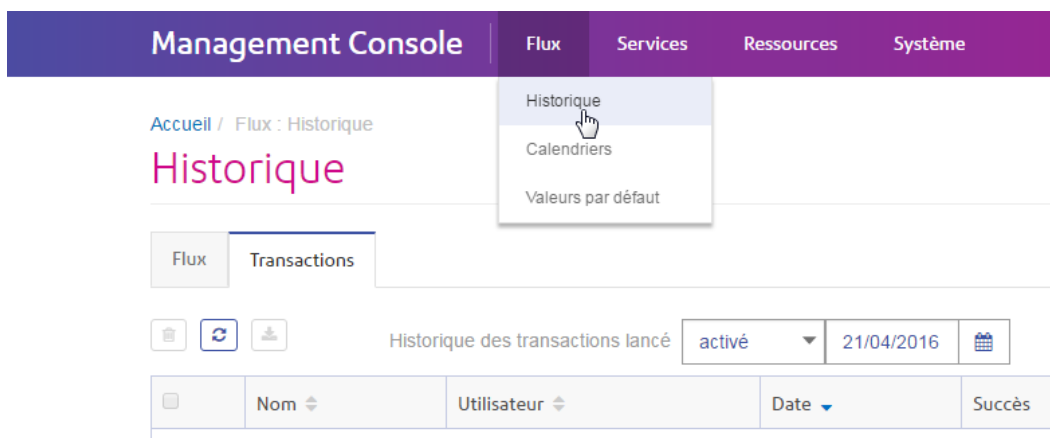 Management Console Flux Services Ressources Système
Historique
Calendriers
Valeurs par défaut
Accueil / Flux : Historique
Historique
Flux Transactions
Historique des transactions lancé activé 21/04/2016
Nom Utilisateur Date Succès